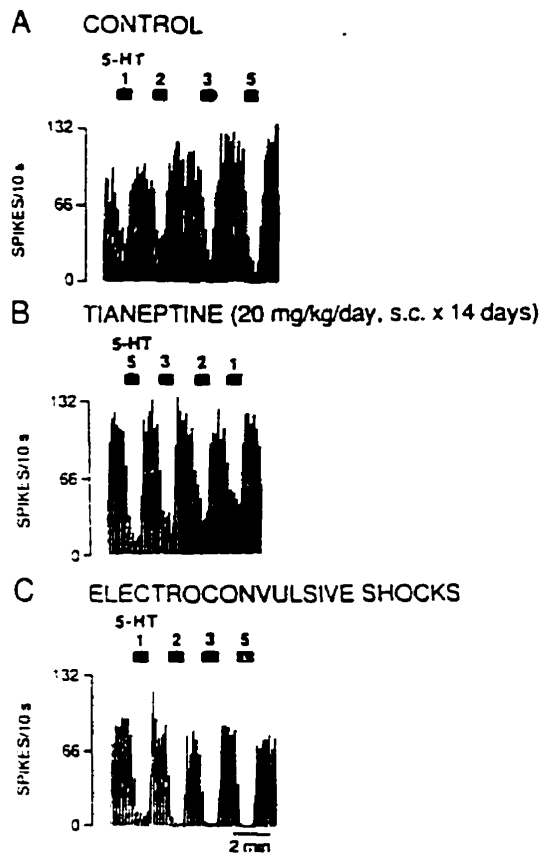 A CONTROL
5-HT
1 2 3 5
132
66
0
SPIKES/10 s
B TIANEPTINE (20 mg/kg/day, s.c. x 14 days)
5-HT
5 3 2 1
132
66
0
SPIKES/10 s
C ELECTROCONVULSIVE SHOCKS
5-HT
1 2 3 5
132
66
0
SPIKES/10 s
2 min